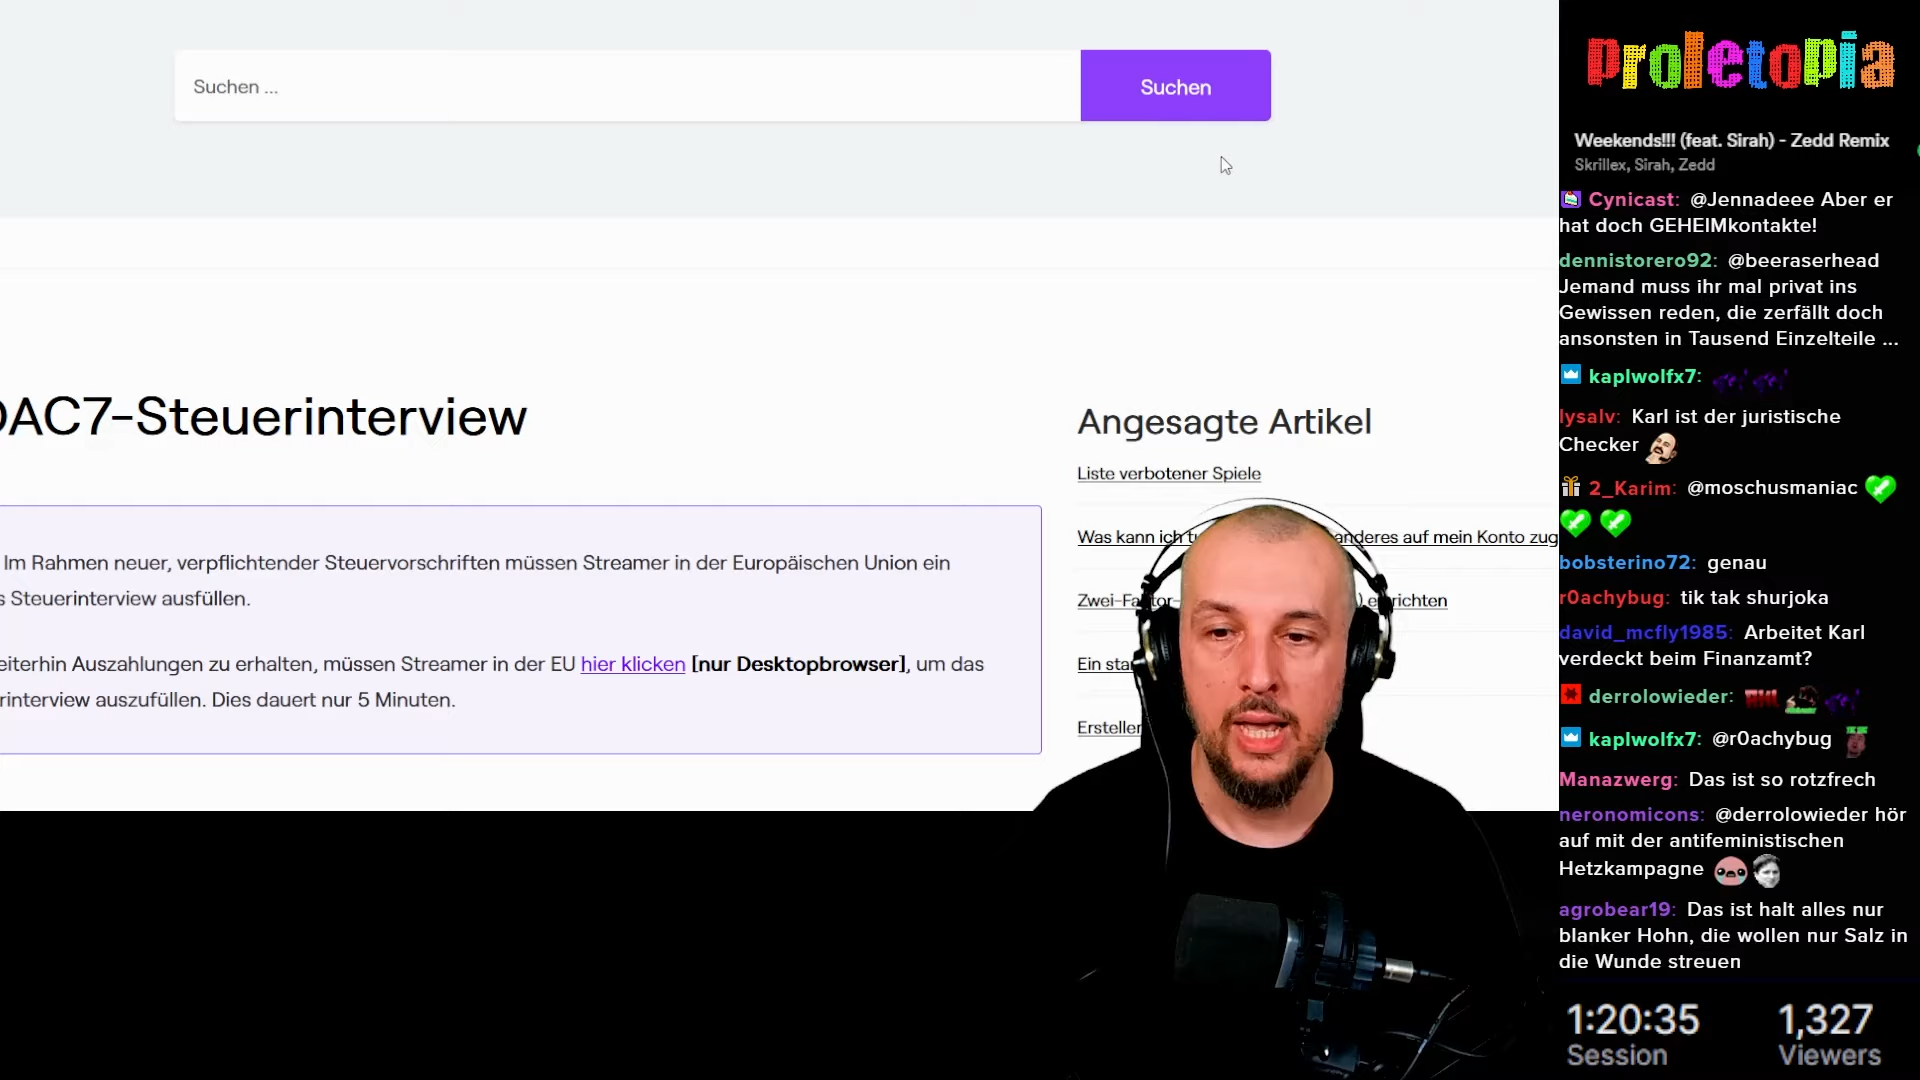 Suchen ...
Suchen
DAC7-Steuerinterview
Im Rahmen neuer, verpflichtender Steuervorschriften müssen Streamer in der Europäischen Union ein
s Steuerinterview ausfüllen.
eiterhin Auszahlungen zu erhalten, müssen Streamer in der EU hier klicken [nur Desktopbrowser], um das
rinterview auszufüllen. Dies dauert nur 5 Minuten.
Angesagte Artikel
Liste verbotener Spiele
Was kann ich t anderes auf mein Konto zug
Zwei-Faktor- ) einrichten
Ein sta
Ersteller
Proletopia
Weekends!!! (feat. Sirah) - Zedd Remix
Skrillex, Sirah, Zedd
Cynicast: @Jennadeee Aber er
hat doch GEHEIMkontakte!
dennistorero92: @beeraserhead
Jemand muss ihr mal privat ins
Gewissen reden, die zerfällt doch
ansonsten in Tausend Einzelteile ...
kaplwolfx7:
lysalv: Karl ist der juristische
Checker
2_Karim: @moschusmaniac
bobsterino72: genau
r0achybug: tik tak shurjoka
david_mcfly1985: Arbeitet Karl
verdeckt beim Finanzamt?
derrolowieder:
kaplwolfx7: @r0achybug
Manazwerg: Das ist so rotzfrech
neronomicons: @derrolowieder hör
auf mit der antifeministischen
Hetzkampagne
agrobear19: Das ist halt alles nur
blanker Hohn, die wollen nur Salz in
die Wunde streuen
1:20:35
Session
1,327
Viewers